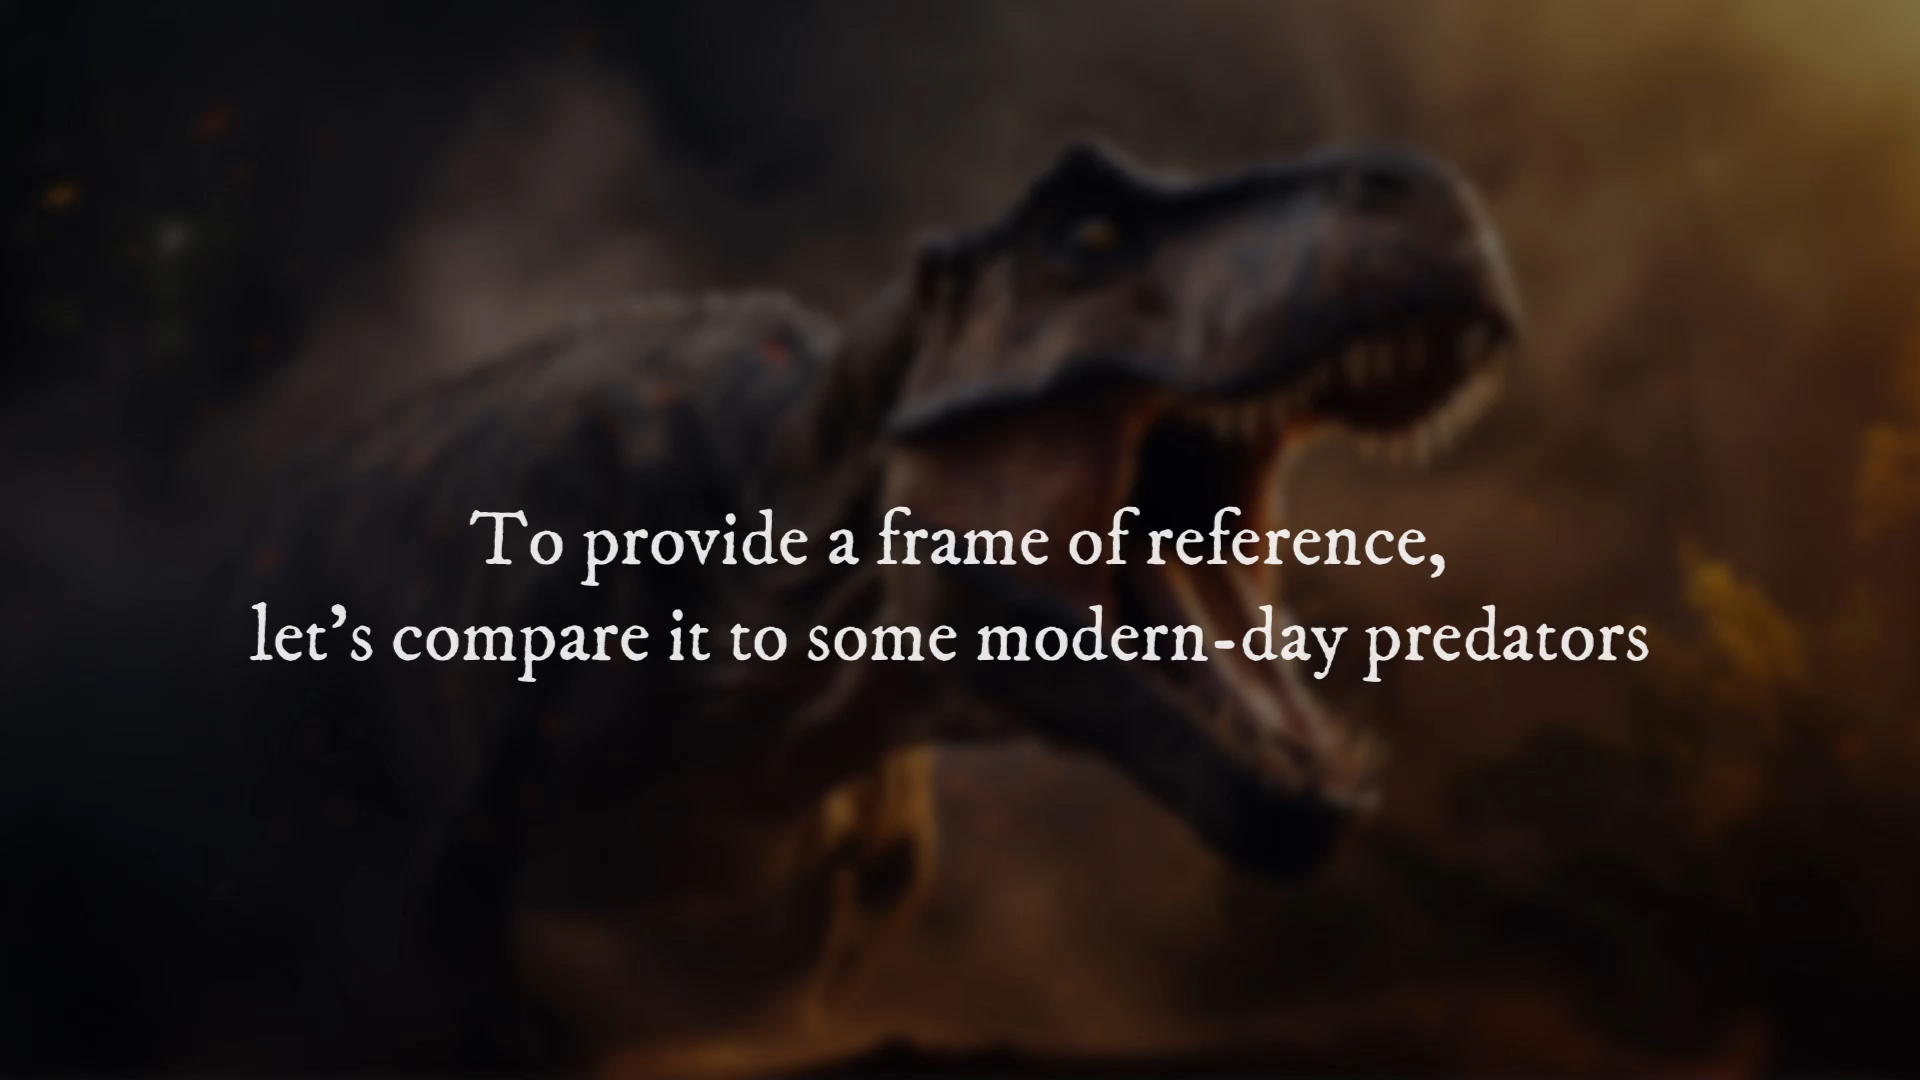 To provide a frame of reference,
let’s compare it to some modern-day predators